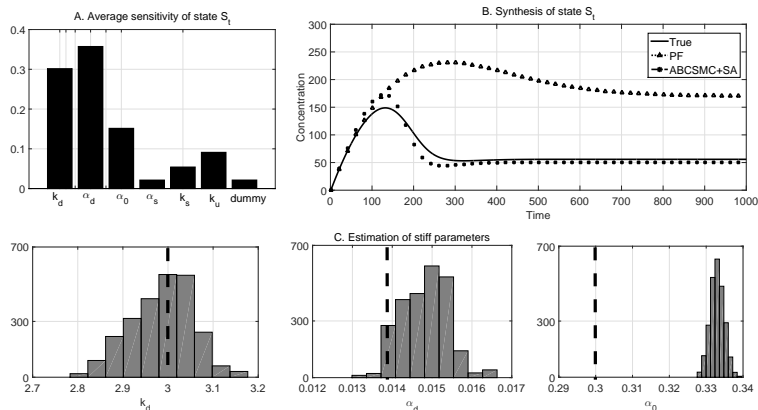 A. Average sensitivity of state S_t
0.4
0.3
0.2
0.1
0
k_d α_d α_0 α_s k_s k_u dummy
B. Synthesis of state S_t
Concentration
300
250
200
150
100
50
0
True
PF
ABCSMC+SA
0 100 200 300 400 500 600 700 800 900 1000
Time
C. Estimation of stiff parameters
700
300
0
2.7 2.8 2.9 3 3.1 3.2
k_d
700
300
0
0.012 0.013 0.014 0.015 0.016 0.017
α_d
700
300
0
0.29 0.3 0.31 0.32 0.33 0.34
α_0